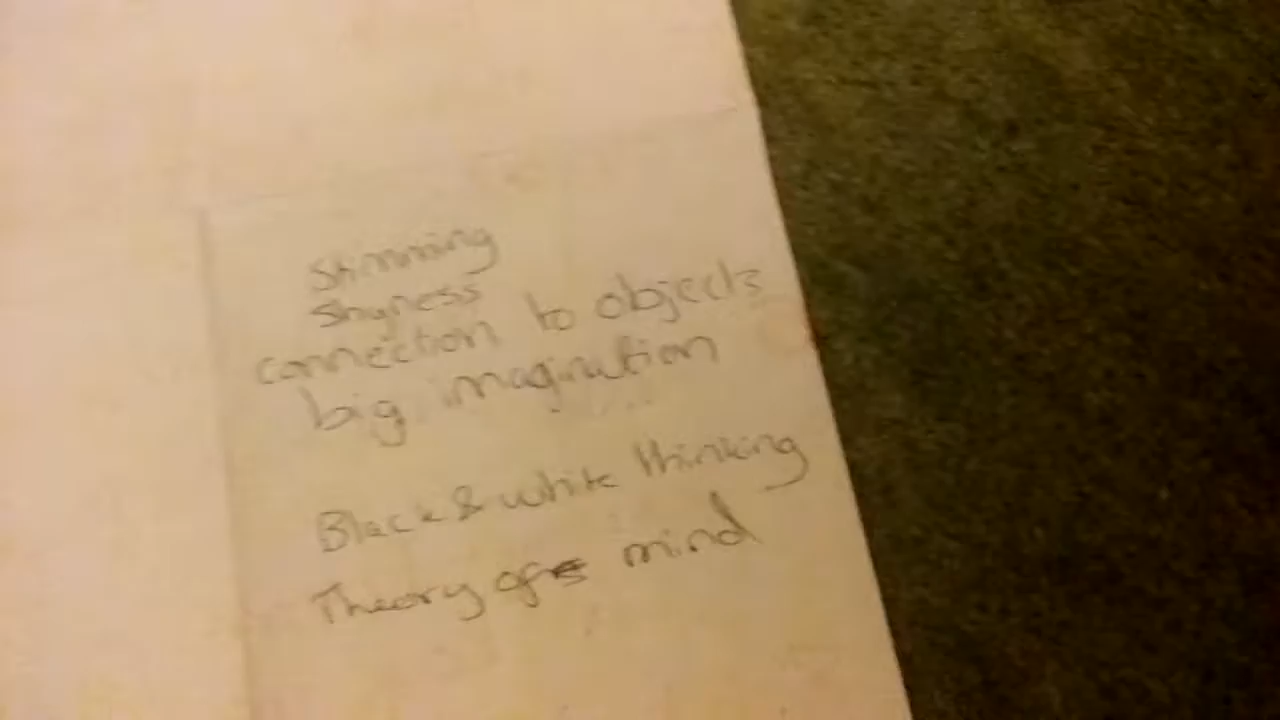 Stimming
Shyness
connection to objects
big imagination
Black & white thinking
Theory of mind